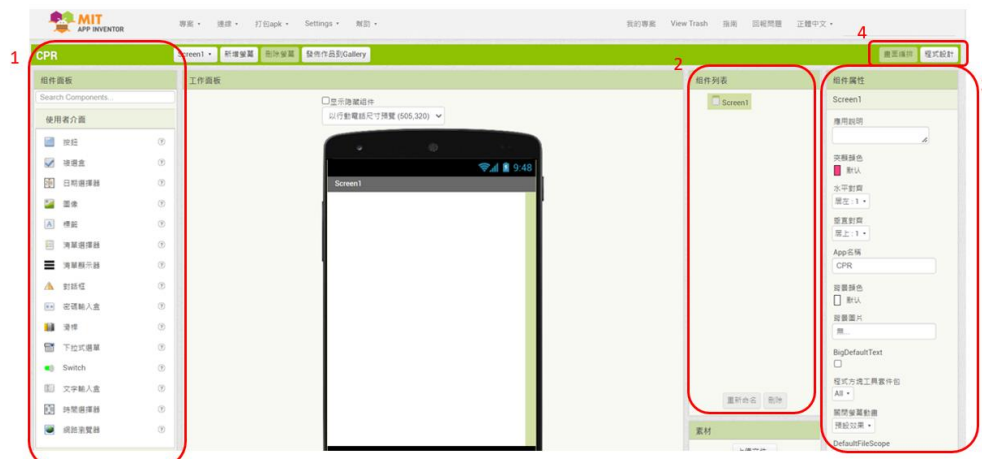 MIT
APP INVENTOR
專案 連線 打包apk Settings 幫助 我的專案 View Trash 指南 回報問題 正體中文
4
1 CPR Screen1 新增螢幕 刪除螢幕 發佈作品到Gallery 畫面編排 程式設計
2
组件面板 工作面板 組件列表 組件屬性
Search Components...
使用者介面
按鈕
複選盒
日期選擇器
圖像
標籤
清單選擇器
清單顯示器
對話框
密碼輸入盒
滑標
下拉式選單
Switch
文字輸入盒
時間選擇器
網路瀏覽器
显示隐藏組件
以行動電話尺寸預覽 (505,320)
9:48
Screen1
Screen1
重新命名 刪除
素材
Screen1
應用說明
突顯顏色
默认
水平對齊
居左 : 1
垂直對齊
居上 : 1
App名稱
CPR
背景顏色
默认
背景圖片
無...
BigDefaultText
程式方塊工具套件包
All
開閉螢幕動畫
預設效果
DefaultFileScope